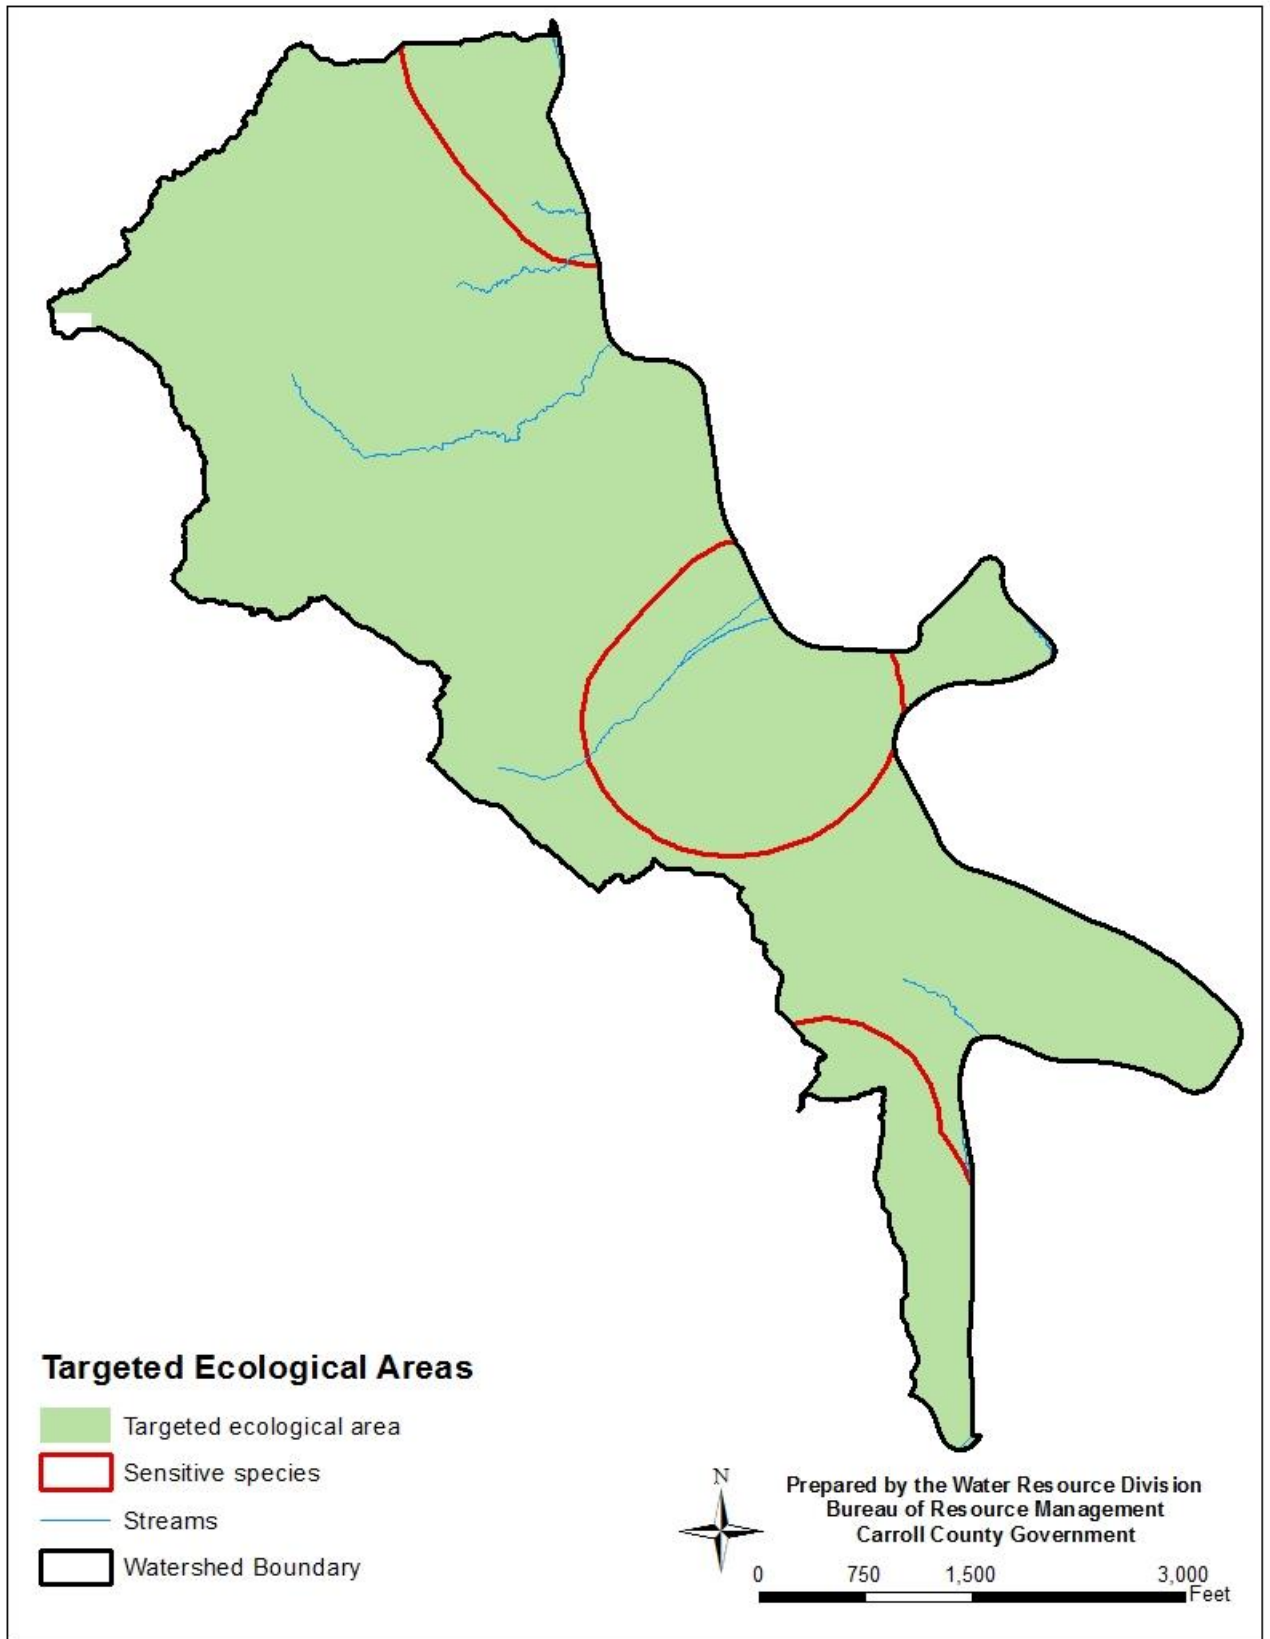 Targeted Ecological Areas
Targeted ecological area
Sensitive species
Streams
Watershed Boundary
N
Prepared by the Water Resource Division
Bureau of Resource Management
Carroll County Government
0 750 1,500 3,000
Feet